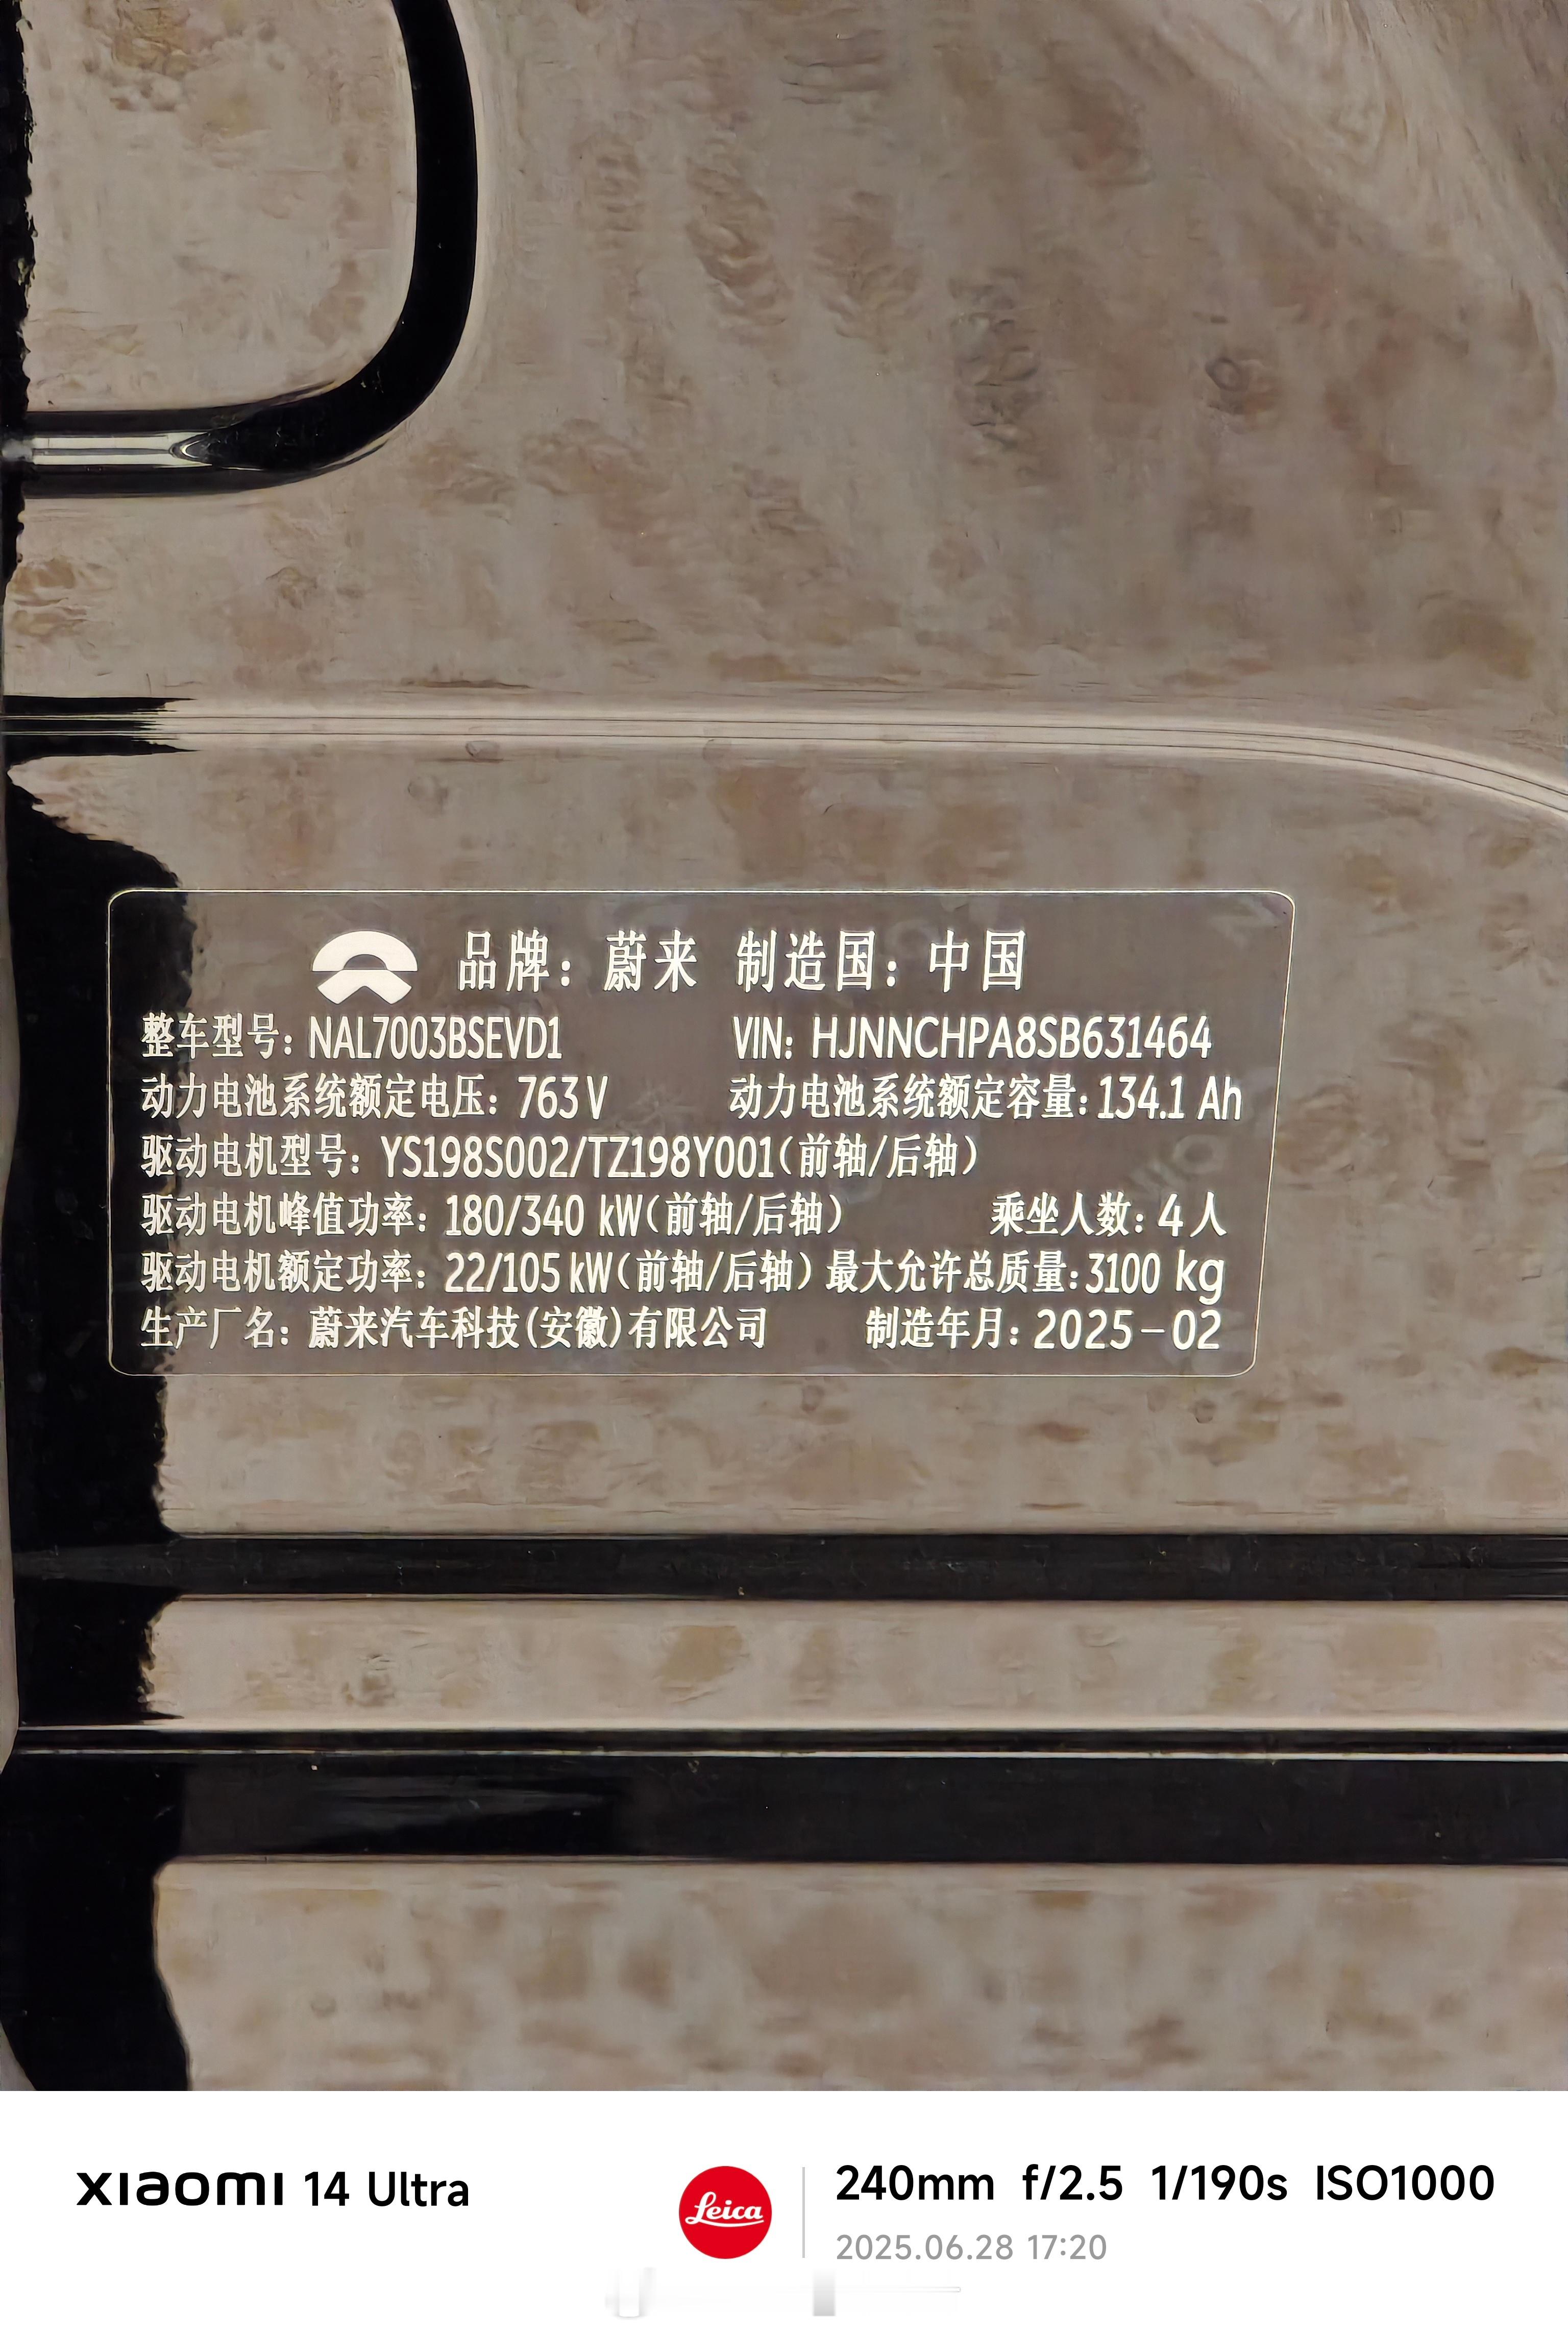 品牌：蔚来 制造国：中国
整车型号：NAL7003BSEVD1 VIN：HJNNCHPA8SB631464
动力电池系统额定电压：763V 动力电池系统额定容量：134.1 Ah
驱动电机型号：YS198S002/TZ198Y001（前轴/后轴）
驱动电机峰值功率：180/340 kW（前轴/后轴） 乘坐人数：4人
驱动电机额定功率：22/105kW（前轴/后轴）最大允许总质量：3100 kg
生产厂名：蔚来汽车科技（安徽）有限公司 制造年月：2025-02
xiaomi 14 Ultra
Leica
240mm f/2.5 1/190s ISO1000
2025.06.28 17:20